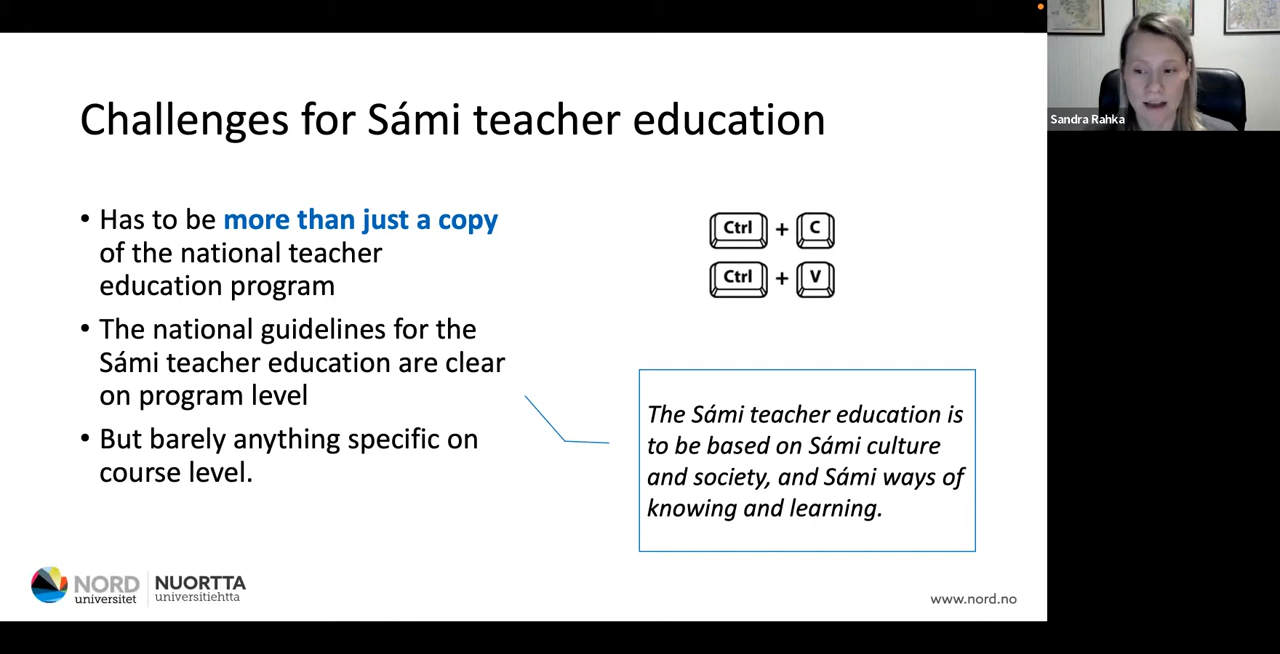 Challenges for Sámi teacher education
• Has to be more than just a copy
of the national teacher
education program
• The national guidelines for the
Sámi teacher education are clear
on program level
• But barely anything specific on
course level.
Ctrl + C
Ctrl + V
The Sámi teacher education is
to be based on Sámi culture
and society, and Sámi ways of
knowing and learning.
NORD
universitet
NUORTTA
universitiehtta
www.nord.no
Sandra Rahka